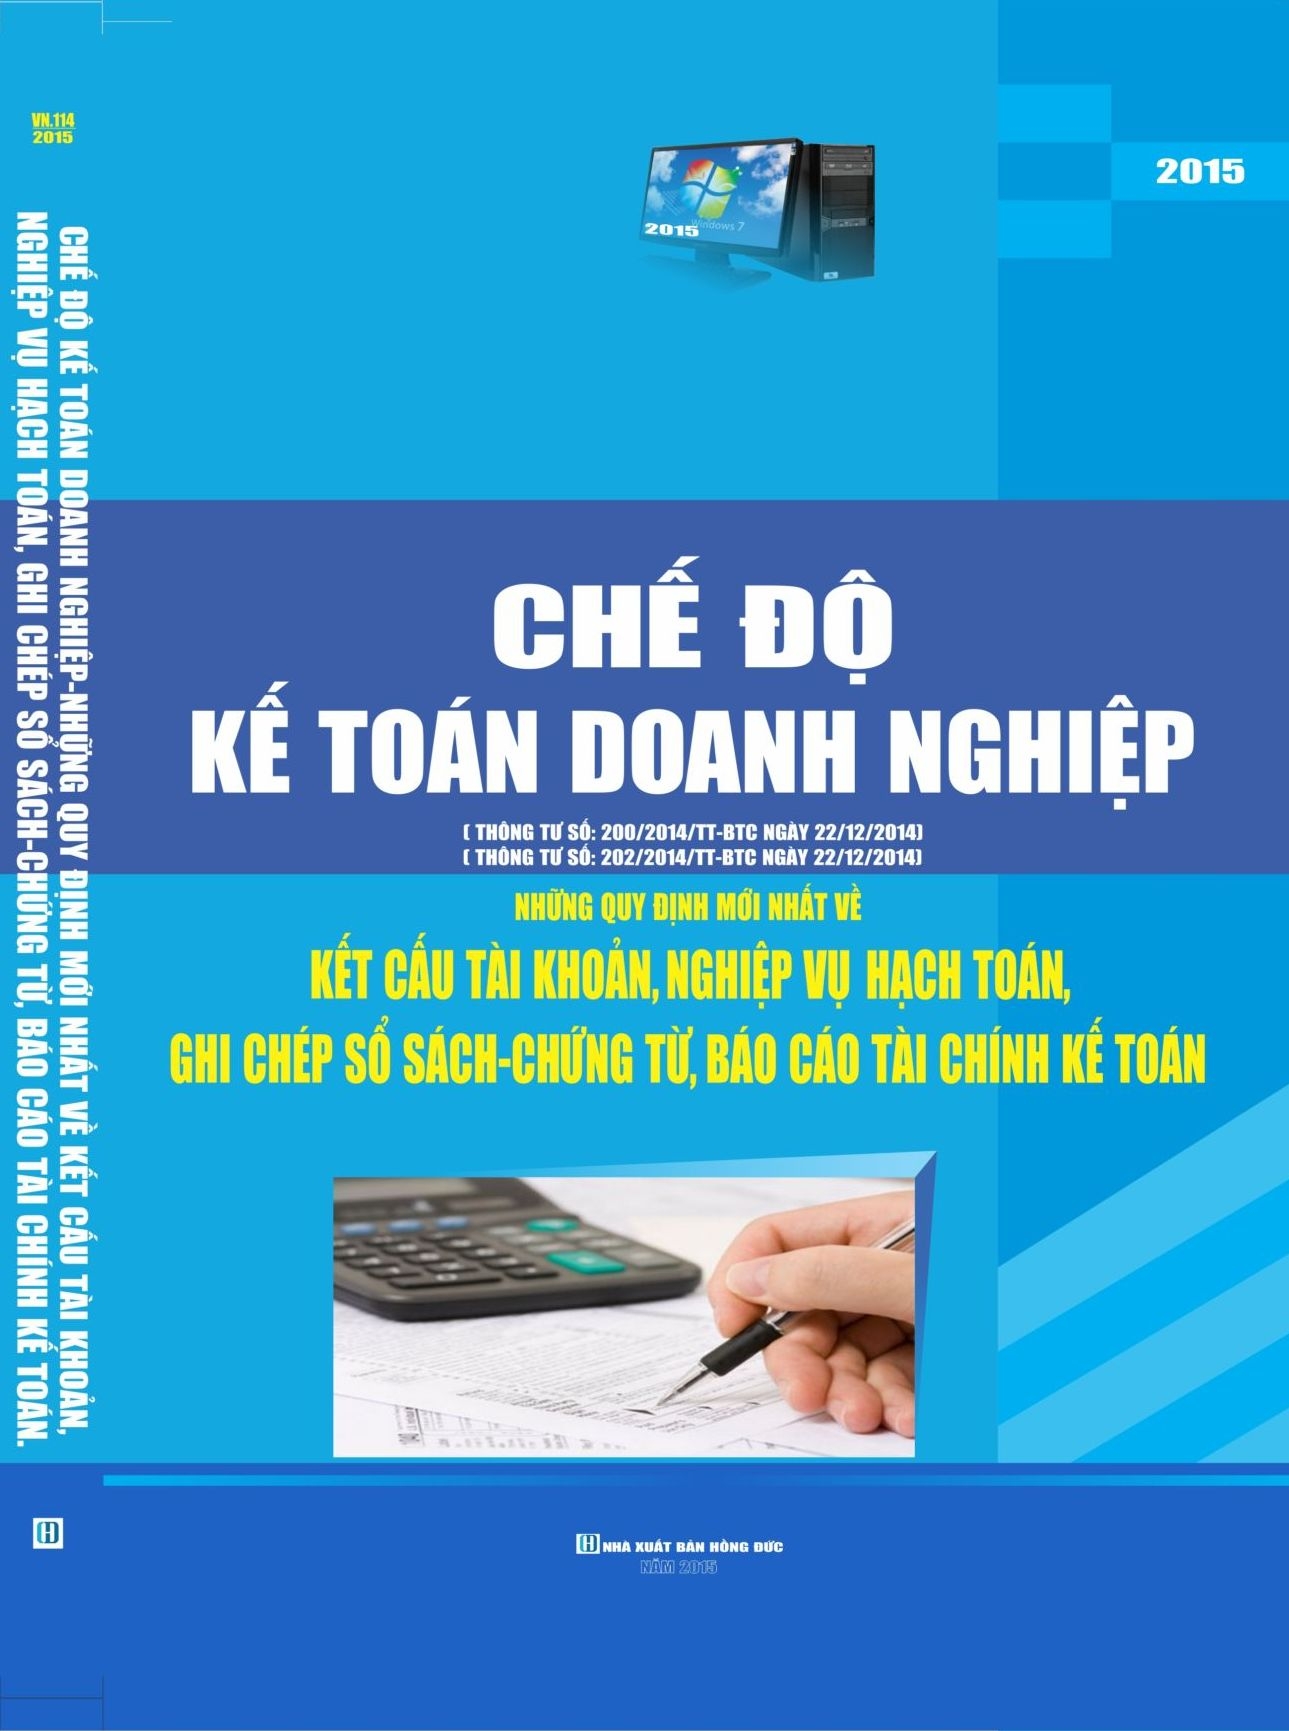 VN.114
2015
CHẾ ĐỘ KẾ TOÁN DOANH NGHIỆP-NHỮNG QUY ĐỊNH MỚI NHẤT VỀ KẾT CẤU TÀI KHOẢN,
NGHIỆP VỤ HẠCH TOÁN, GHI CHÉP SỔ SÁCH-CHỨNG TỪ, BÁO CÁO TÀI CHÍNH KẾ TOÁN.
2015
Windows 7
2015
CHẾ ĐỘ
KẾ TOÁN DOANH NGHIỆP
( THÔNG TƯ SỐ: 200/2014/TT-BTC NGÀY 22/12/2014)
( THÔNG TƯ SỐ: 202/2014/TT-BTC NGÀY 22/12/2014)
NHỮNG QUY ĐỊNH MỚI NHẤT VỀ
KẾT CẤU TÀI KHOẢN, NGHIỆP VỤ HẠCH TOÁN,
GHI CHÉP SỔ SÁCH-CHỨNG TỪ, BÁO CÁO TÀI CHÍNH KẾ TOÁN
NHÀ XUẤT BẢN HỒNG ĐỨC
NĂM 2015